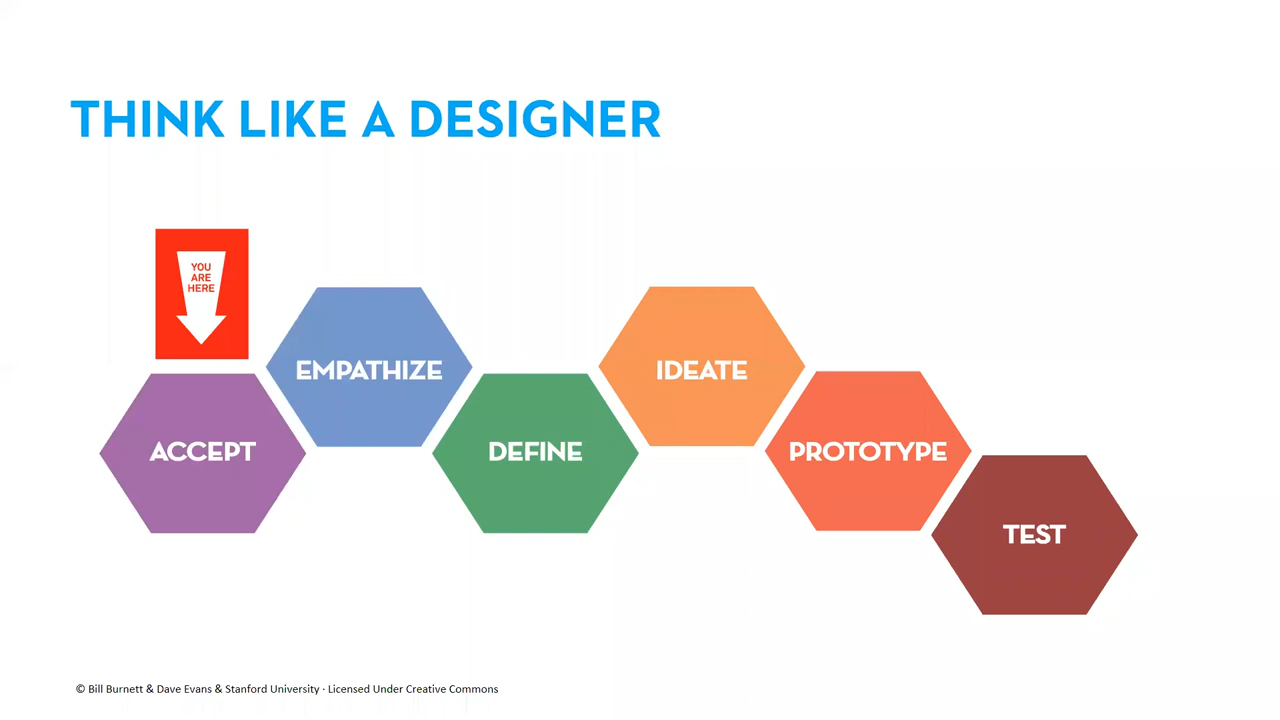 THINK LIKE A DESIGNER
YOU
ARE
HERE
ACCEPT
EMPATHIZE
DEFINE
IDEATE
PROTOTYPE
TEST
© Bill Burnett & Dave Evans & Stanford University · Licensed Under Creative Commons